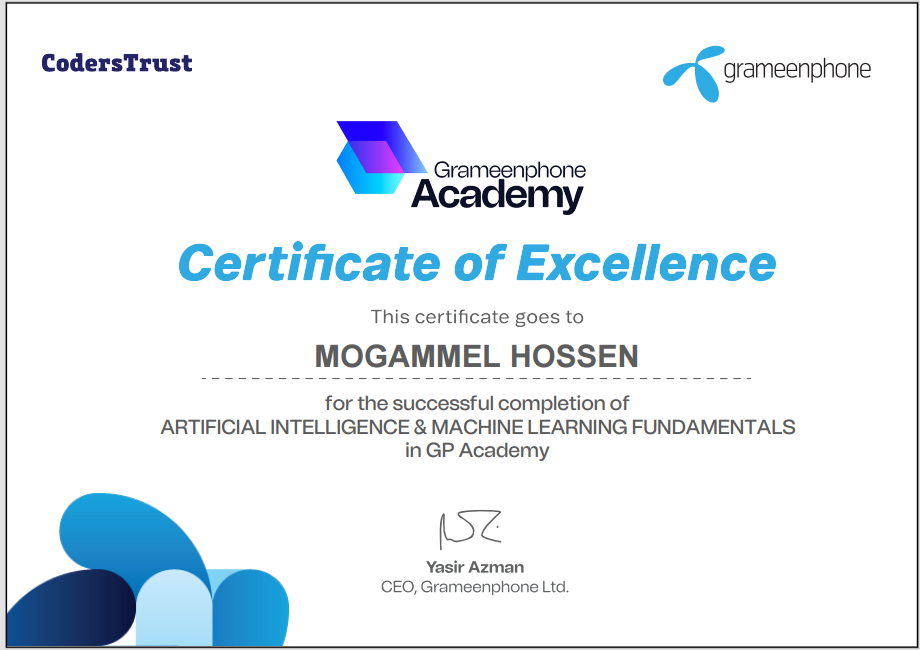 CodersTrust
grameenphone
Grameenphone
Academy
Certificate of Excellence
This certificate goes to
MOGAMMEL HOSSEN
for the successful completion of
ARTIFICIAL INTELLIGENCE & MACHINE LEARNING FUNDAMENTALS
in GP Academy
Yasir Azman
CEO, Grameenphone Ltd.